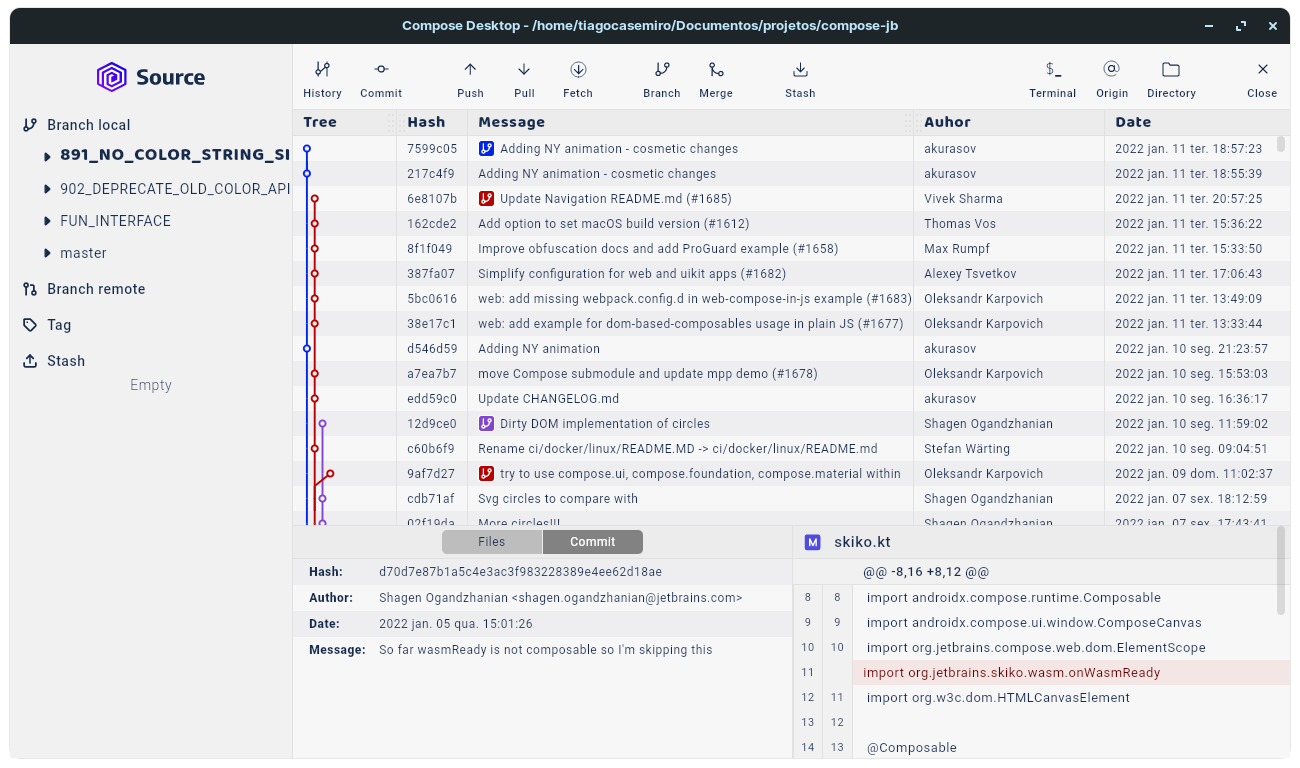 Compose Desktop - /home/tiagocasemiro/Documentos/projetos/compose-jb
Source
Branch local
891_NO_COLOR_STRING_SI
902_DEPRECATE_OLD_COLOR_API
FUN_INTERFACE
master
Branch remote
Tag
Stash
Empty
History Commit Push Pull Fetch Branch Merge Stash $_ Terminal @ Origin Directory Close
Tree Hash Message Auhor Date
7599c05 Adding NY animation - cosmetic changes akurasov 2022 jan. 11 ter. 18:57:23
217c4f9 Adding NY animation - cosmetic changes akurasov 2022 jan. 11 ter. 18:55:39
6e8107b Update Navigation README.md (#1685) Vivek Sharma 2022 jan. 11 ter. 20:57:25
162cde2 Add option to set macOS build version (#1612) Thomas Vos 2022 jan. 11 ter. 15:36:22
8f1f049 Improve obfuscation docs and add ProGuard example (#1658) Max Rumpf 2022 jan. 11 ter. 15:33:50
387fa07 Simplify configuration for web and uikit apps (#1682) Alexey Tsvetkov 2022 jan. 11 ter. 17:06:43
5bc0616 web: add missing webpack.config.d in web-compose-in-js example (#1683) Oleksandr Karpovich 2022 jan. 11 ter. 13:49:09
38e17c1 web: add example for dom-based-composables usage in plain JS (#1677) Oleksandr Karpovich 2022 jan. 11 ter. 13:33:44
d546d59 Adding NY animation akurasov 2022 jan. 10 seg. 21:23:57
a7ea7b7 move Compose submodule and update mpp demo (#1678) Oleksandr Karpovich 2022 jan. 10 seg. 15:53:03
edd59c0 Update CHANGELOG.md akurasov 2022 jan. 10 seg. 16:36:17
12d9ce0 Dirty DOM implementation of circles Shagen Ogandzhanian 2022 jan. 10 seg. 11:59:02
c60b6f9 Rename ci/docker/linux/README.MD -> ci/docker/linux/README.md Stefan Wärting 2022 jan. 10 seg. 09:04:51
9af7d27 try to use compose.ui, compose.foundation, compose.material within Oleksandr Karpovich 2022 jan. 09 dom. 11:02:37
cdb71af Svg circles to compare with Shagen Ogandzhanian 2022 jan. 07 sex. 18:12:59
02f19da More circles!!! Shagen Ogandzhanian 2022 jan. 07 sex. 17:43:41
Files Commit
Hash: d70d7e87b1a5c4e3ac3f983228389e4ee62d18ae
Author: Shagen Ogandzhanian <shagen.ogandzhanian@jetbrains.com>
Date: 2022 jan. 05 qua. 15:01:26
Message: So far wasmReady is not composable so I'm skipping this
M skiko.kt
@@ -8,16 +8,12 @@
8 8 import androidx.compose.runtime.Composable
9 9 import androidx.compose.ui.window.ComposeCanvas
10 10 import org.jetbrains.compose.web.dom.ElementScope
11 import org.jetbrains.skiko.wasm.onWasmReady
12 11 import org.w3c.dom.HTMLCanvasElement
13 12
14 13 @Composable